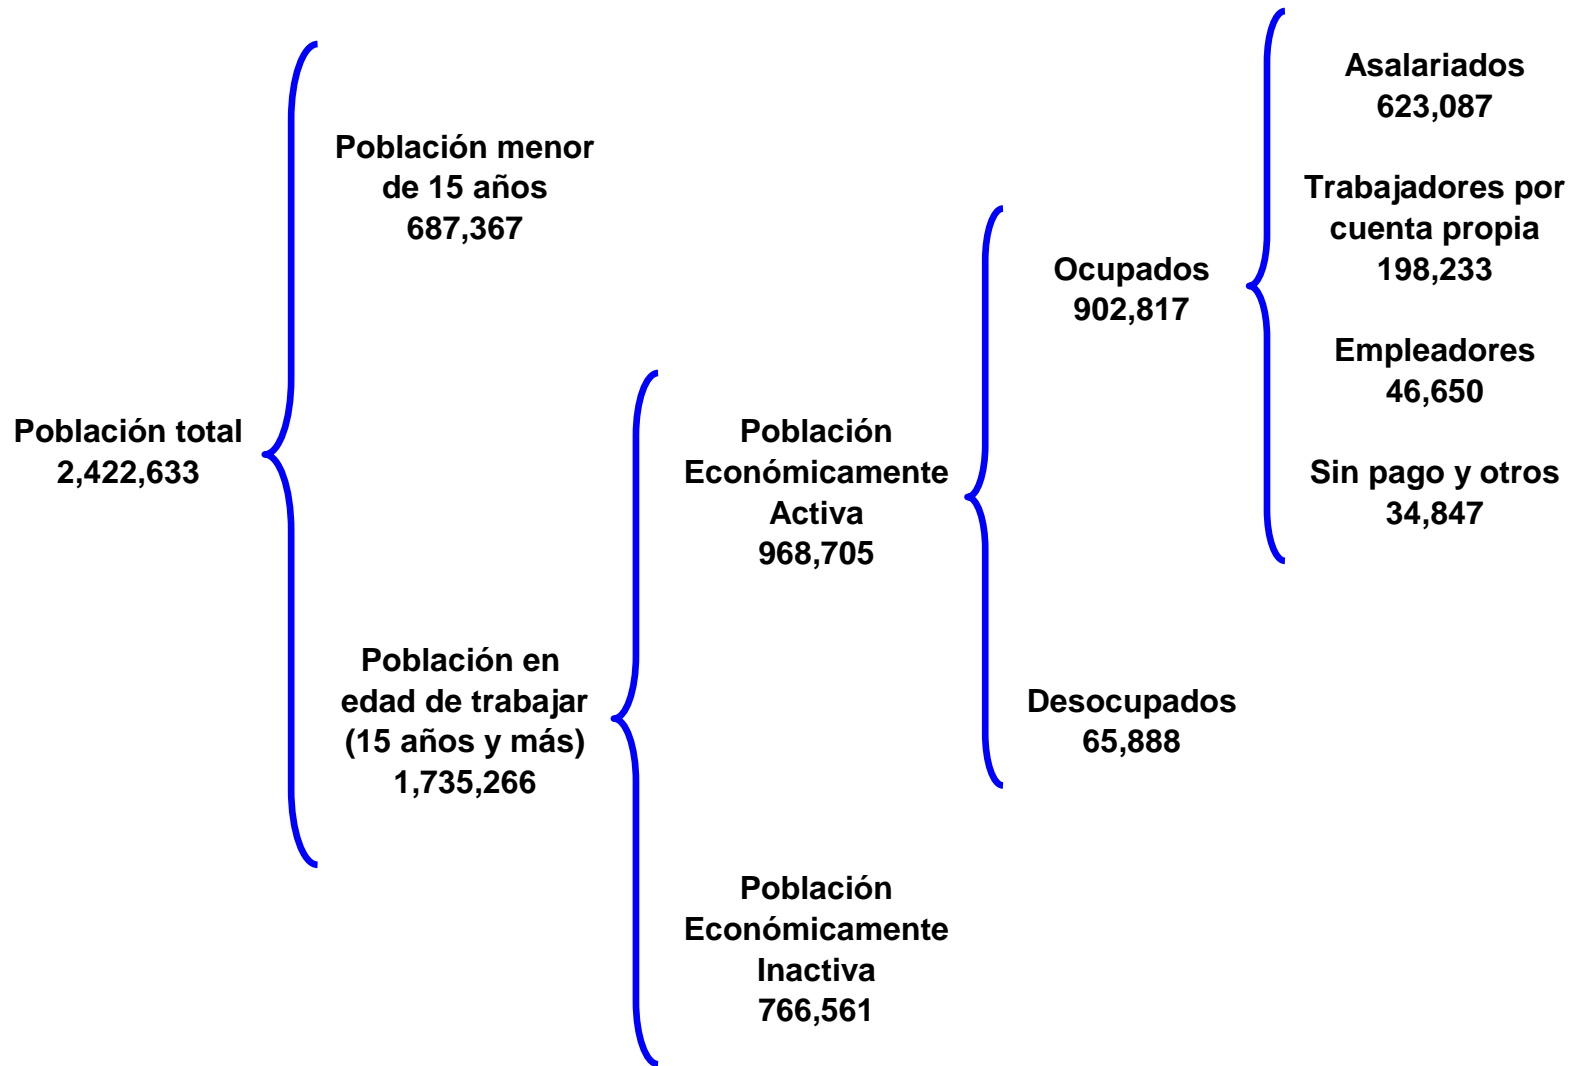 Población total
2,422,633
Población menor
de 15 años
687,367
Población en
edad de trabajar
(15 años y más)
1,735,266
Población
Económicamente
Activa
968,705
Población
Económicamente
Inactiva
766,561
Ocupados
902,817
Desocupados
65,888
Asalariados
623,087
Trabajadores por
cuenta propia
198,233
Empleadores
46,650
Sin pago y otros
34,847